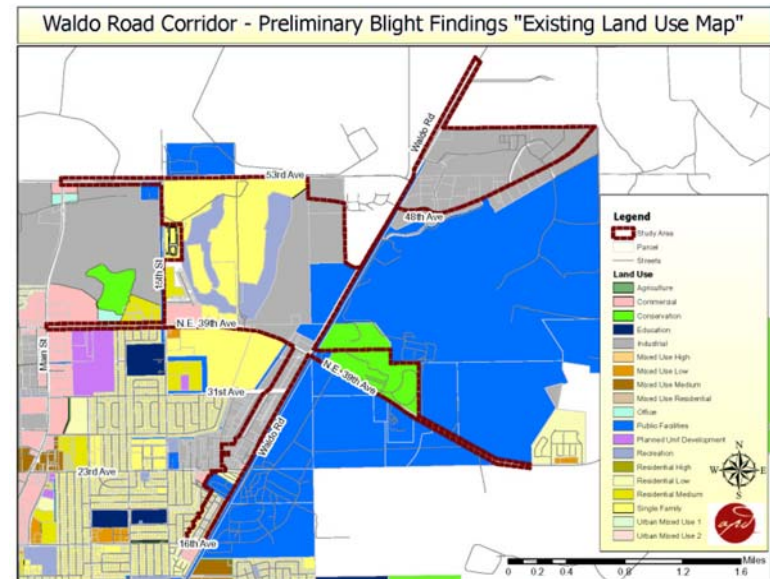 Waldo Road Corridor - Preliminary Blight Findings "Existing Land Use Map"
Waldo Rd
53rd Ave
48th Ave
15th St
N.E. 39th Ave
Main St
31st Ave
N.E. 39th Ave
Waldo Rd
23rd Ave
16th Ave
Legend
Study Area
Parcel
Streets
Land Use
Agriculture
Commercial
Conservation
Education
Industrial
Mixed Use High
Mixed Use Low
Mixed Use Medium
Mixed Use Residential
Office
Public Facilities
Planned Unit Development
Recreation
Residential High
Residential Low
Residential Medium
Single Family
Urban Mixed Use 1
Urban Mixed Use 2
N
W E
S
apd
Miles
0 0.2 0.4 0.8 1.2 1.6